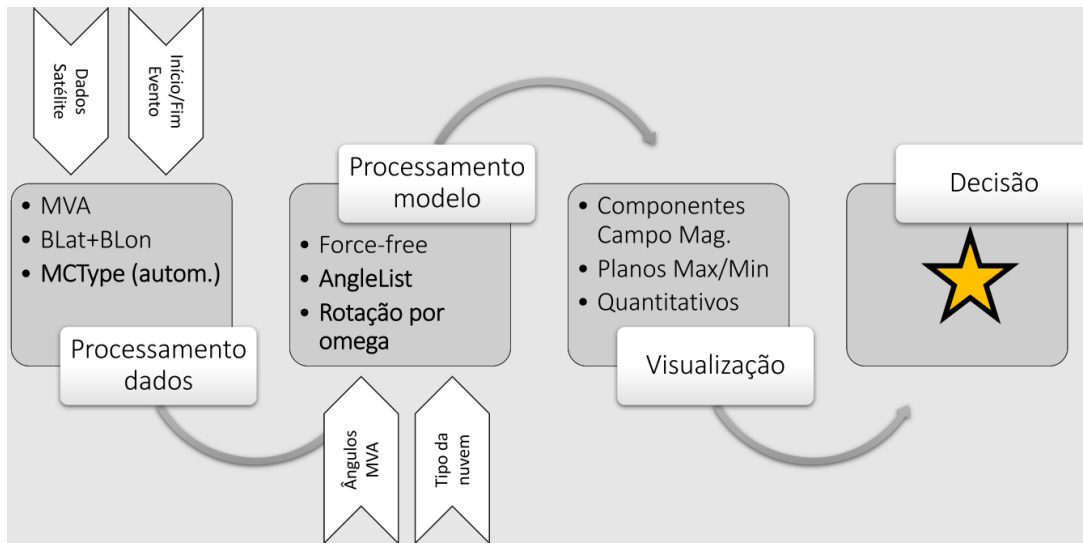 Dados
Satélite
Início/Fim
Evento
• MVA
• BLat+BLon
• MCType (autom.)
Processamento
dados
Processamento
modelo
• Force-free
• AngleList
• Rotação por
omega
Ângulos
MVA
Tipo da
nuvem
• Componentes
Campo Mag.
• Planos Max/Min
• Quantitativos
Visualização
Decisão